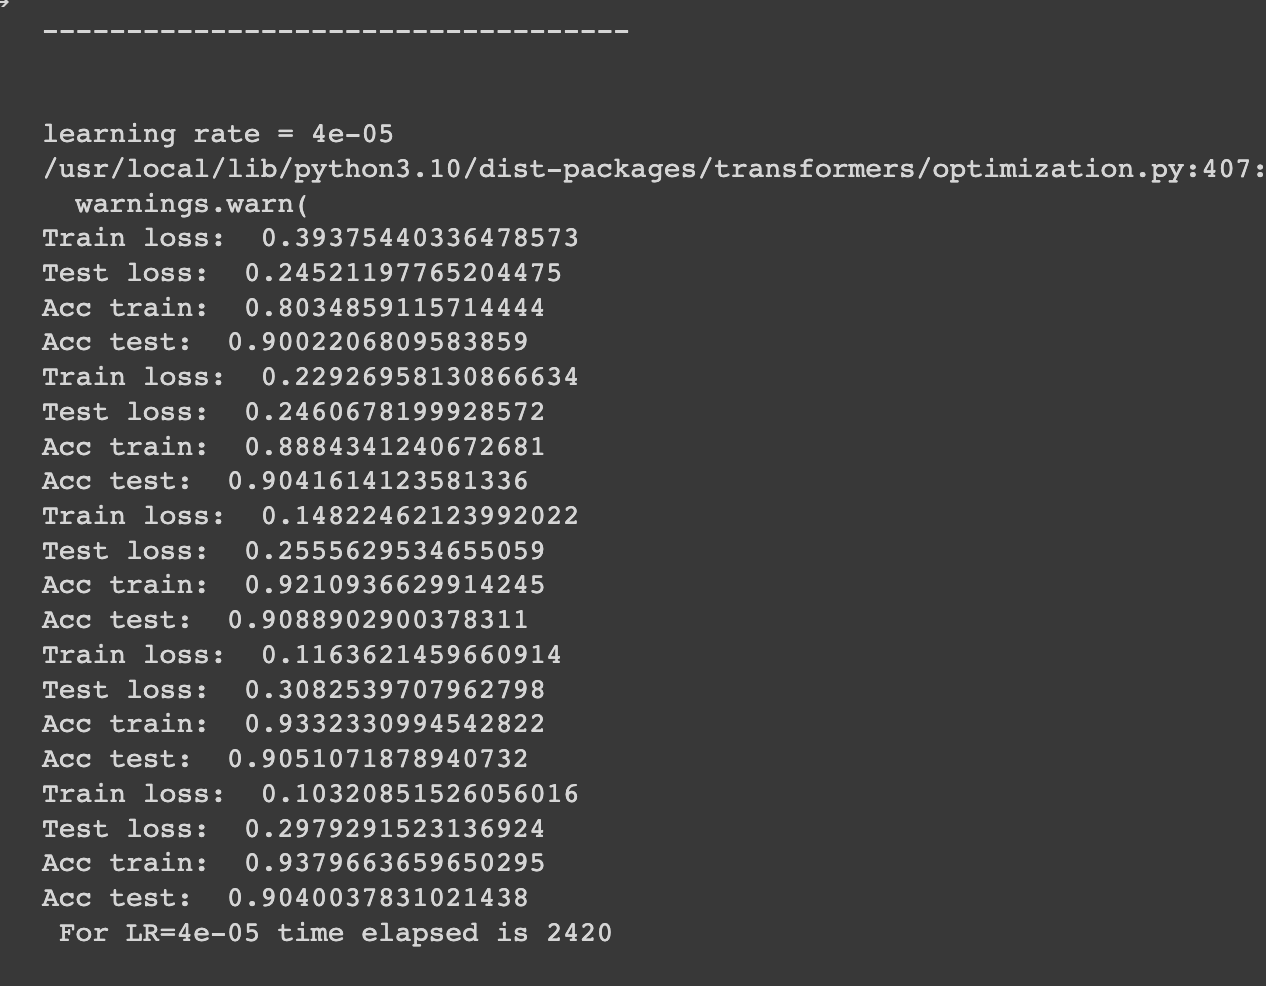 -----------------------------------
learning rate = 4e-05
/usr/local/lib/python3.10/dist-packages/transformers/optimization.py:407:
  warnings.warn(
Train loss:  0.39375440336478573
Test loss:  0.24521197765204475
Acc train:  0.8034859115714444
Acc test:  0.9002206809583859
Train loss:  0.22926958130866634
Test loss:  0.2460678199928572
Acc train:  0.8884341240672681
Acc test:  0.9041614123581336
Train loss:  0.14822462123992022
Test loss:  0.2555629534655059
Acc train:  0.9210936629914245
Acc test:  0.9088902900378311
Train loss:  0.1163621459660914
Test loss:  0.3082539707962798
Acc train:  0.9332330994542822
Acc test:  0.9051071878940732
Train loss:  0.10320851526056016
Test loss:  0.2979291523136924
Acc train:  0.9379663659650295
Acc test:  0.9040037831021438
 For LR=4e-05 time elapsed is 2420